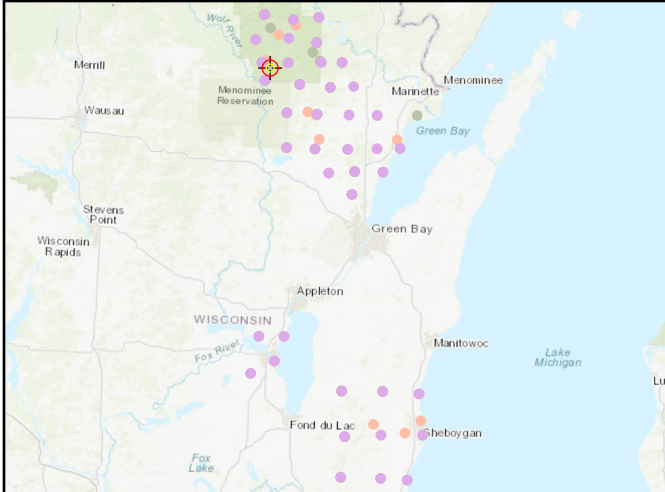 Wolf
River
Merrill
Menominee
Marinette
Menominee
Reservation
Wausau
Green Bay
Stevens
Point
Green Bay
Wisconsin
Rapids
Appleton
WISCONSIN
Manitowoc
Fox River
Lake
Michigan
Lu
Fond du Lac
Sheboygan
Fox
Lake